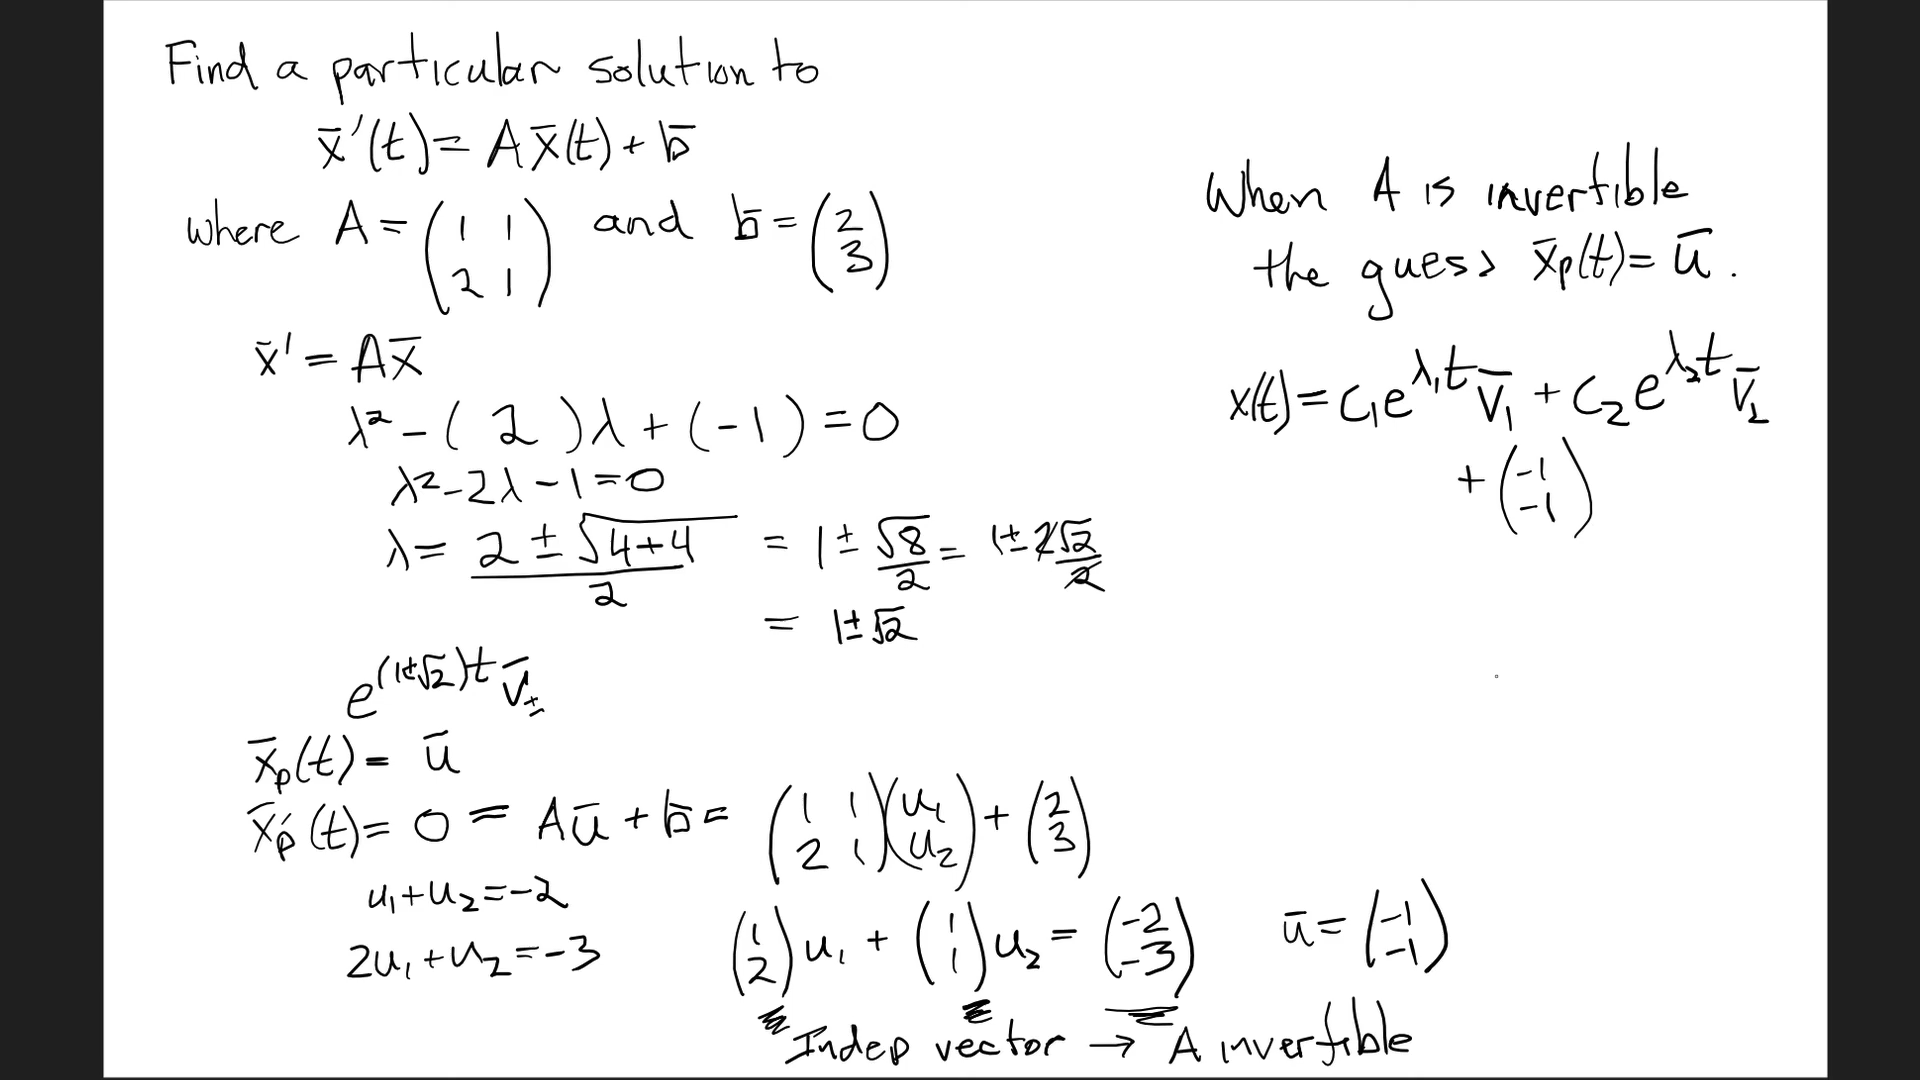 Find a particular solution to
x̄'(t) = A x̄(t) + b̄
where A = (1 1; 2 1) and b̄ = (2; 3)
x̄' = A x̄
λ² - ( 2 )λ + (-1) = 0
λ² - 2λ - 1 = 0
λ = (2 ± √(4+4))/2 = 1 ± √8/2 = 1 ± 2√2/2
= 1 ± √2
e^((1±√2)t) v̄±
x̄p(t) = ū
x̄p'(t) = 0 = Aū + b̄ = (1 1; 2 1)(u₁; u₂) + (2; 3)
u₁ + u₂ = -2
2u₁ + u₂ = -3
(1; 2)u₁ + (1; 1)u₂ = (-2; -3)
ū = (-1; -1)
Indep vector → A invertible
When A is invertible
the guess x̄p(t) = ū.
x(t) = c₁e^(λ₁t) v̄₁ + c₂e^(λ₂t) v̄₂
+ (-1; -1)